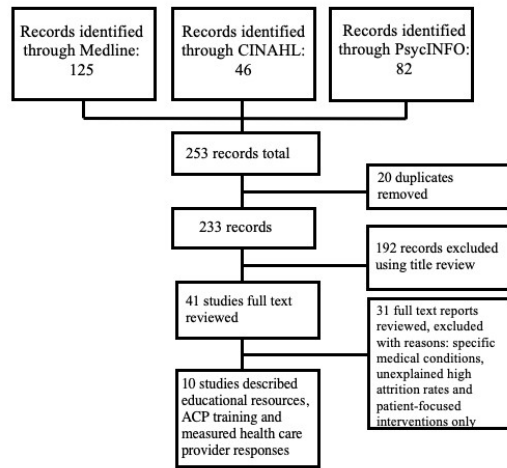 Records identified
through Medline:
125
Records identified
through CINAHL:
46
Records identified
through PsycINFO:
82
253 records total
20 duplicates
removed
233 records
192 records excluded
using title review
41 studies full text
reviewed
31 full text reports
reviewed, excluded
with reasons: specific
medical conditions,
unexplained high
attrition rates and
patient-focused
interventions only
10 studies described
educational resources,
ACP training and
measured health care
provider responses